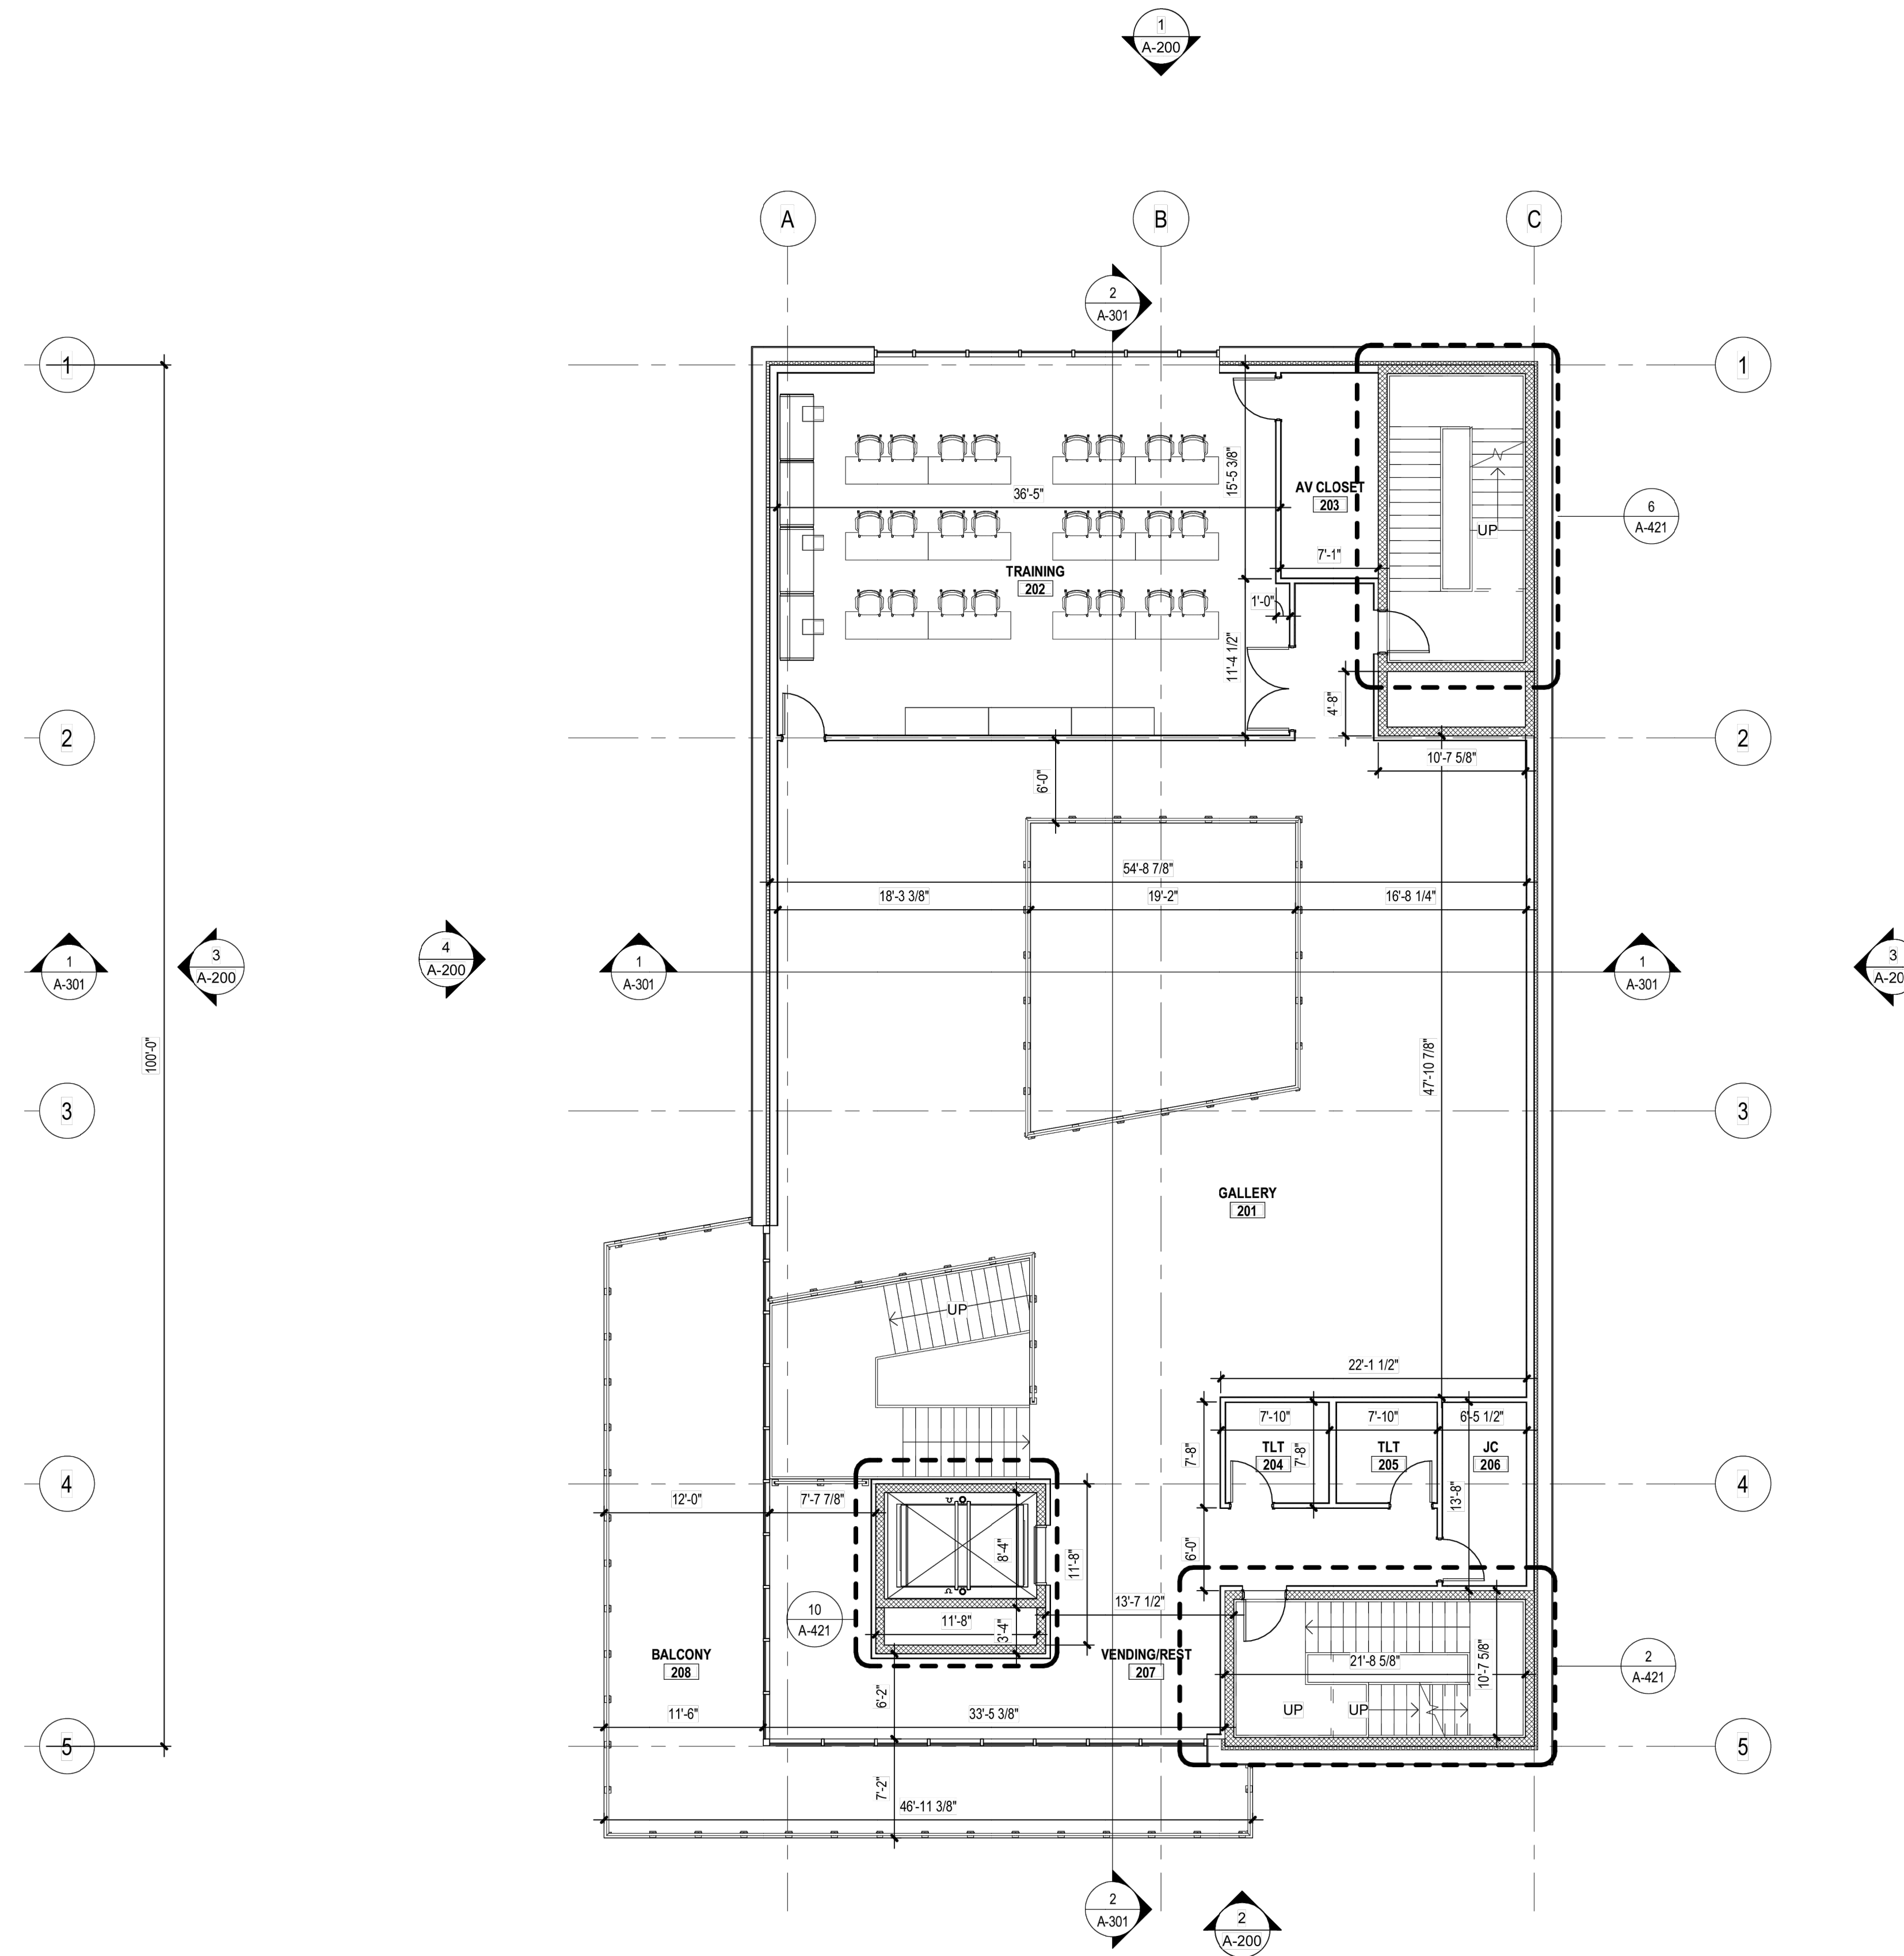 1
A-200
A
B
C
2
A-301
1
1
15'-5 3/8"
AV CLOSET
203
36'-5"
6
A-421
UP
7'-1"
TRAINING
202
1'-0"
11'-4 1/2"
4'-8"
2
2
10'-7 5/8"
6'-0"
54'-8 7/8"
18'-3 3/8"
19'-2"
16'-8 1/4"
1
A-301
3
A-200
4
A-200
1
A-301
1
A-301
3
A-20
100'-0"
47'-10 7/8"
3
3
GALLERY
201
UP
22'-1 1/2"
7'-10"
7'-10"
6'-5 1/2"
7'-8"
TLT
204
7'-8"
TLT
205
JC
206
4
4
12'-0"
7'-7 7/8"
13'-8"
8'-4"
11'-8"
6'-0"
10
A-421
11'-8"
3'-4"
13'-7 1/2"
BALCONY
208
VENDING/REST
207
21'-8 5/8"
10'-7 5/8"
2
A-421
6'-2"
11'-6"
33'-5 3/8"
UP
UP
5
5
7'-2"
46'-11 3/8"
2
A-301
2
A-200